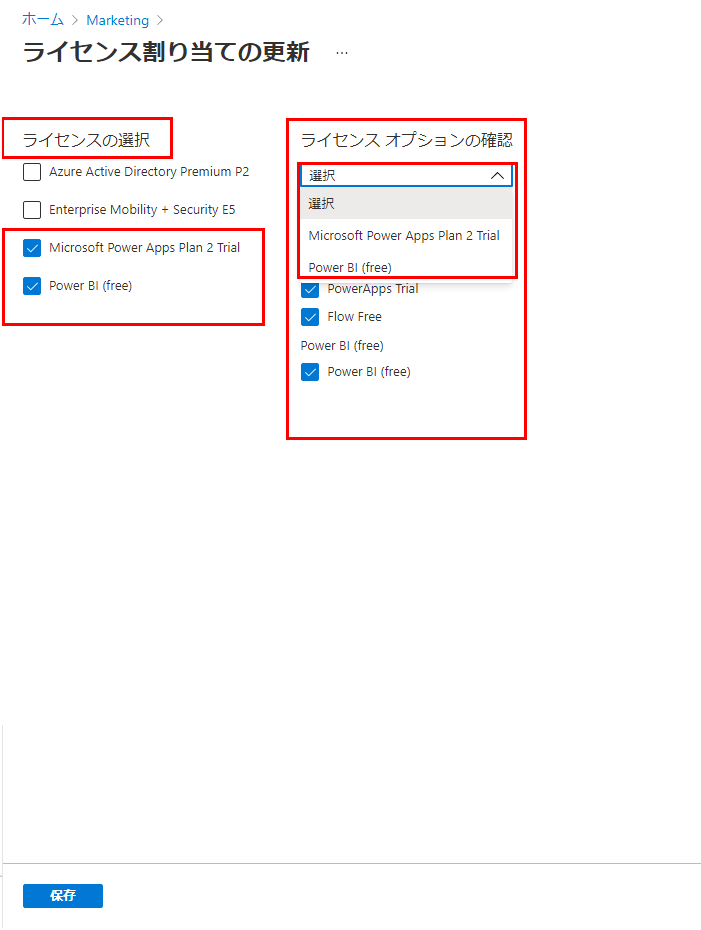 ホーム > Marketing >
ライセンス割り当ての更新 ...
ライセンスの選択
Azure Active Directory Premium P2
Enterprise Mobility + Security E5
Microsoft Power Apps Plan 2 Trial
Power BI (free)
ライセンス オプションの確認
選択
選択
Microsoft Power Apps Plan 2 Trial
Power BI (free)
PowerApps Trial
Flow Free
Power BI (free)
Power BI (free)
保存